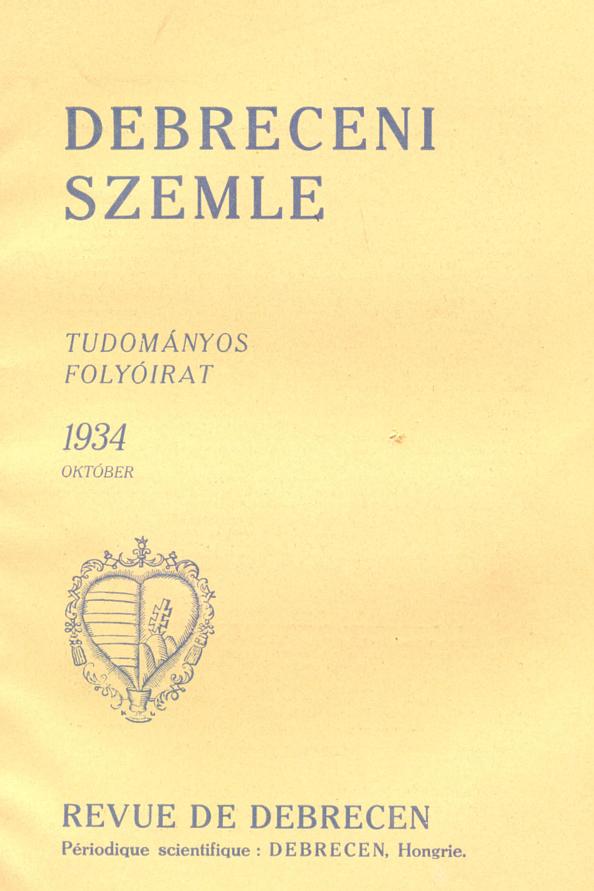 DEBRECENI
SZEMLE
TUDOMÁNYOS
FOLYÓIRAT
1934
OKTÓBER
REVUE DE DEBRECEN
Périodique scientifique : DEBRECEN, Hongrie.